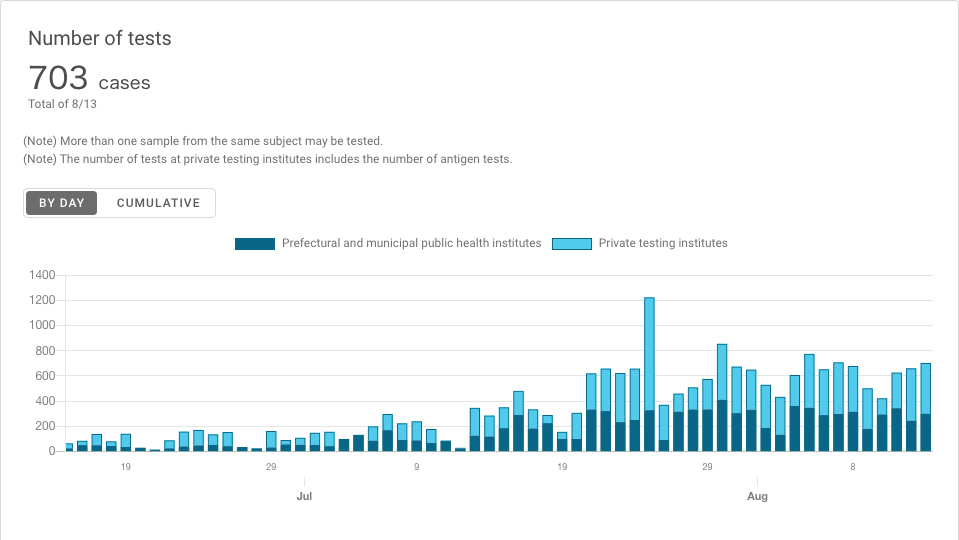 Number of tests
703 cases
Total of 8/13
(Note) More than one sample from the same subject may be tested.
(Note) The number of tests at private testing institutes includes the number of antigen tests.
BY DAY CUMULATIVE
Prefectural and municipal public health institutes Private testing institutes
1400
1200
1000
800
600
400
200
0
19 29 9 19 29 8
Jul Aug